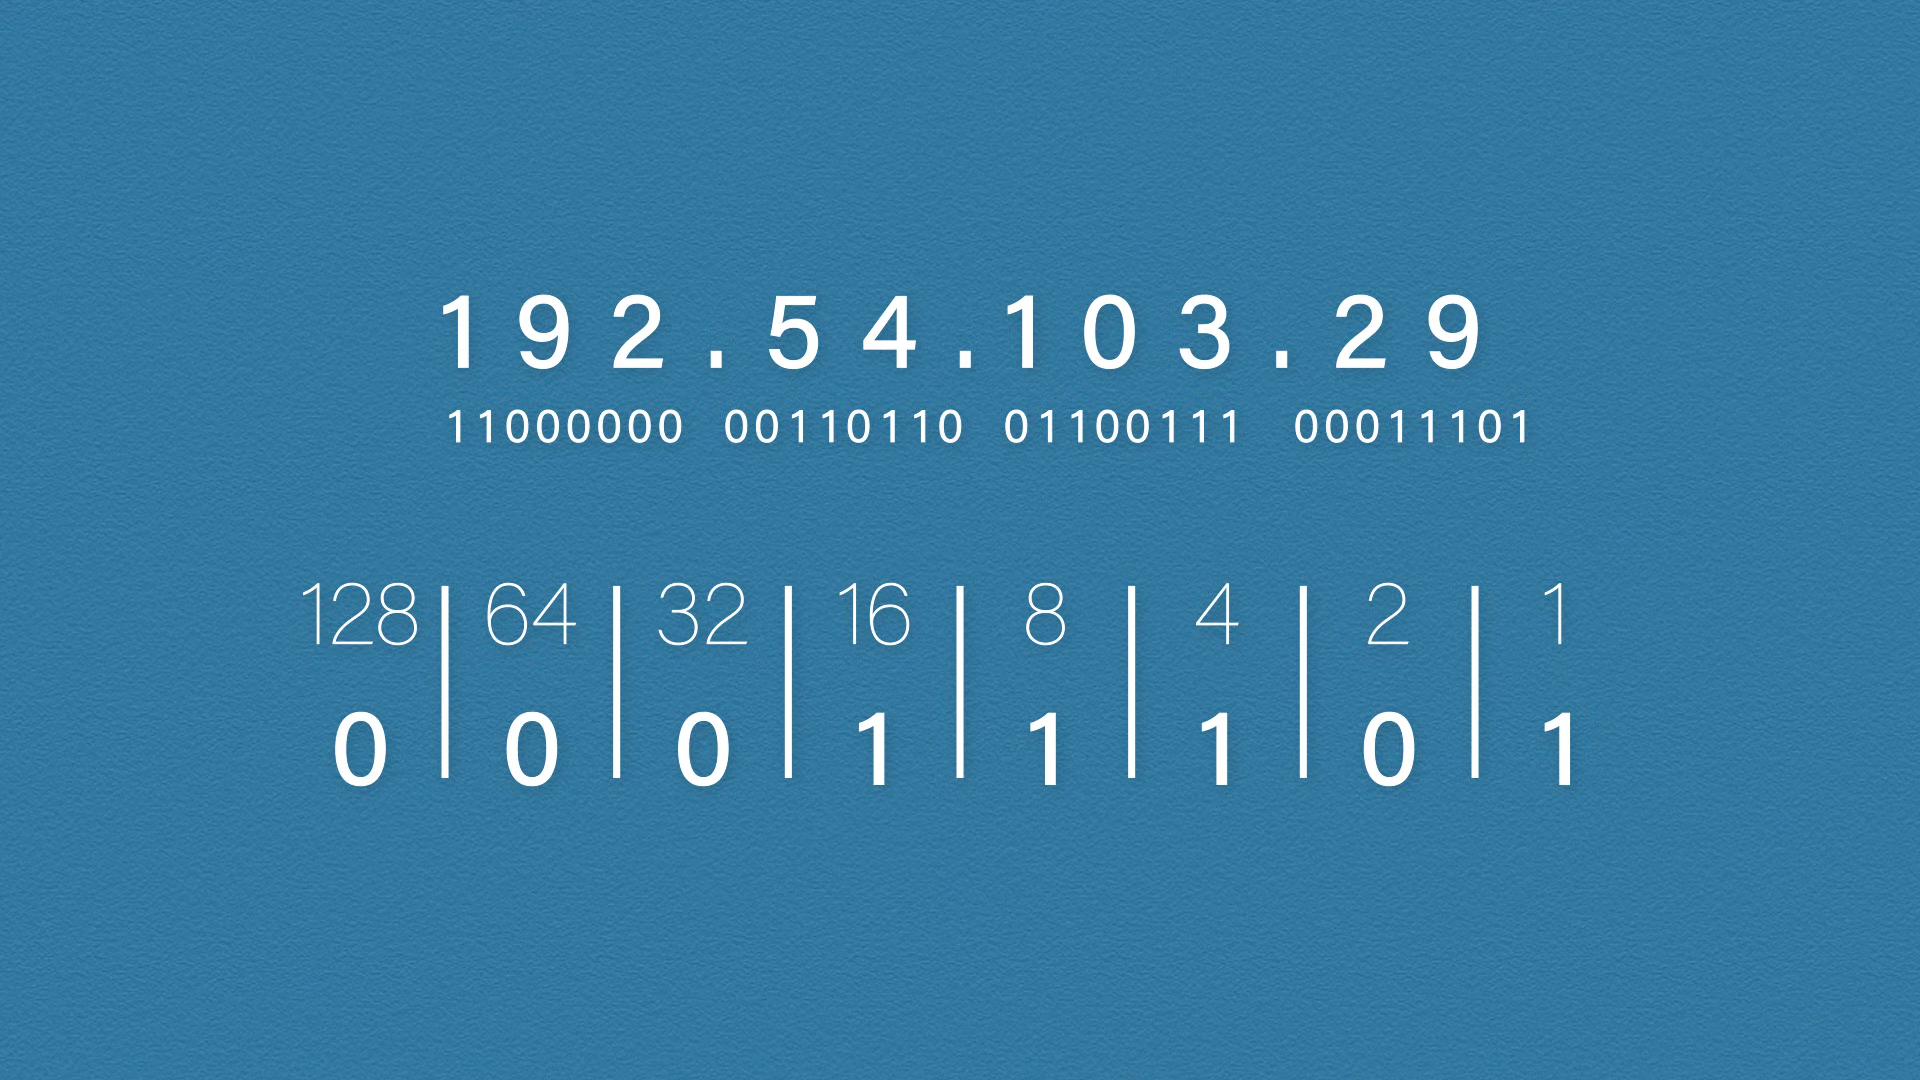 192.54.103.29
11000000 00110110 01100111 00011101
128 64 32 16 8 4 2 1
0 0 0 1 1 1 0 1